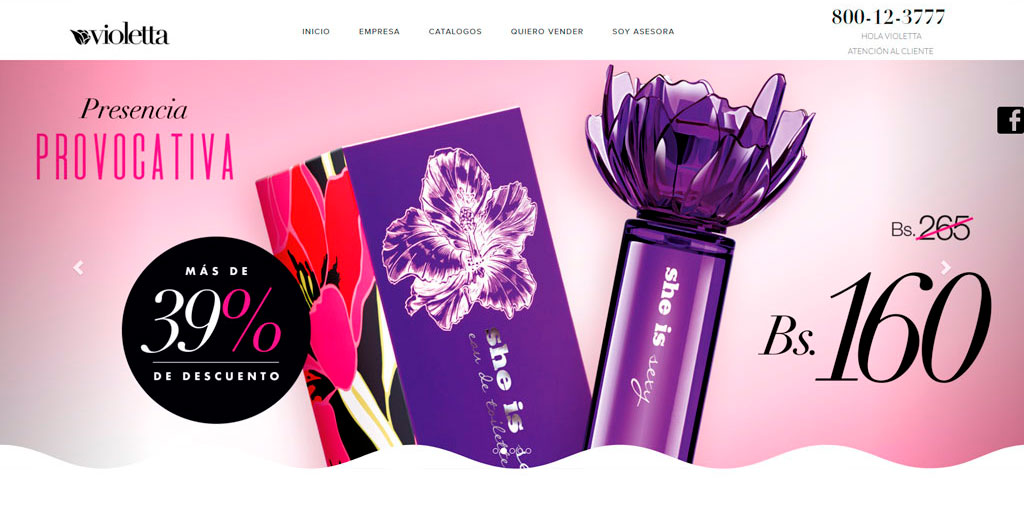 violetta
INICIO
EMPRESA
CATALOGOS
QUIERO VENDER
SOY ASESORA
800-12-3777
HOLA VIOLETTA
ATENCIÓN AL CLIENTE
Presencia
PROVOCATIVA
f
MÁS DE
39%
DE DESCUENTO
she is
eau de toilette
she is sexy
Bs. 265
Bs. 160